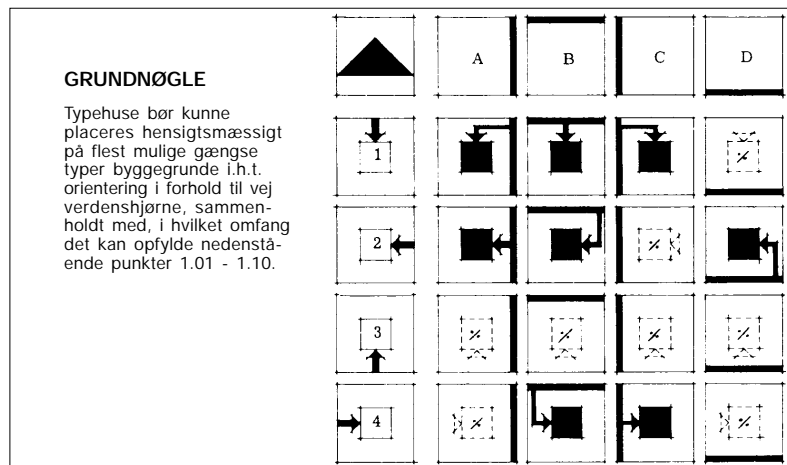 GRUNDNØGLE
Typehuse bør kunne
placeres hensigtsmæssigt
på flest mulige gængse
typer byggegrunde i.h.t.
orientering i forhold til vej
verdenshjørne, sammen-
holdt med, i hvilket omfang
det kan opfylde nedenstå-
ende punkter 1.01 - 1.10.
A B C D
1 ⁒
2 ⁒
3 ⁒ ⁒ ⁒ ⁒
4 ⁒ ⁒